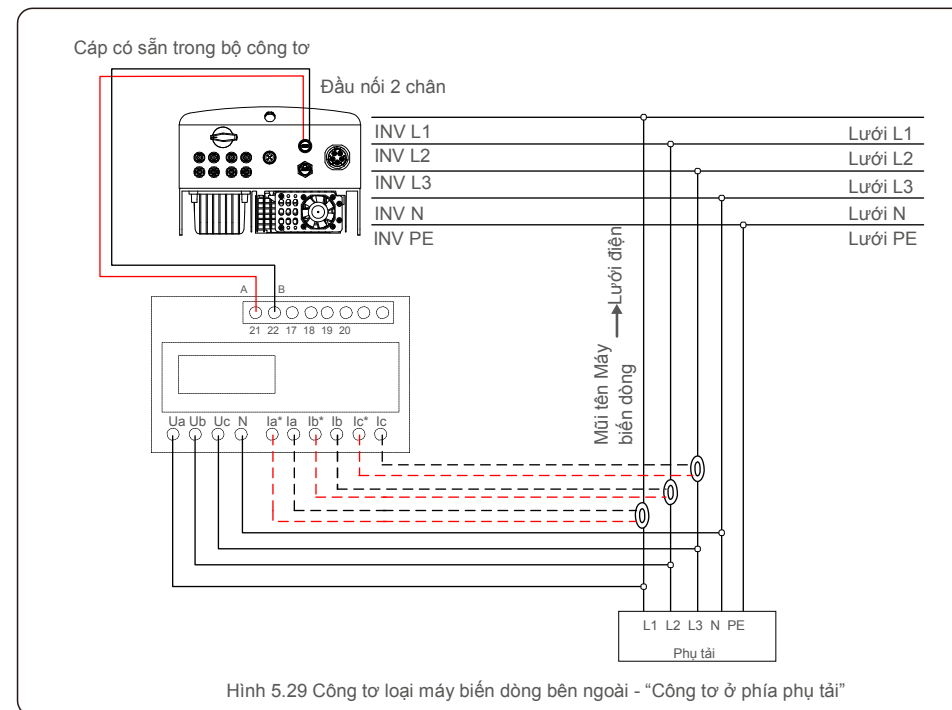 Cáp có sẵn trong bộ công tơ
Đầu nối 2 chân
INV L1
Lưới L1
INV L2
Lưới L2
INV L3
Lưới L3
INV N
Lưới N
INV PE
Lưới PE
Mũi tên Máy
biến dòng
Lưới điện
A B
21 22 17 18 19 20
Ua Ub Uc N Ia* Ia Ib* Ib Ic* Ic
L1 L2 L3 N PE
Phụ tải
Hình 5.29 Công tơ loại máy biến dòng bên ngoài - “Công tơ ở phía phụ tải”